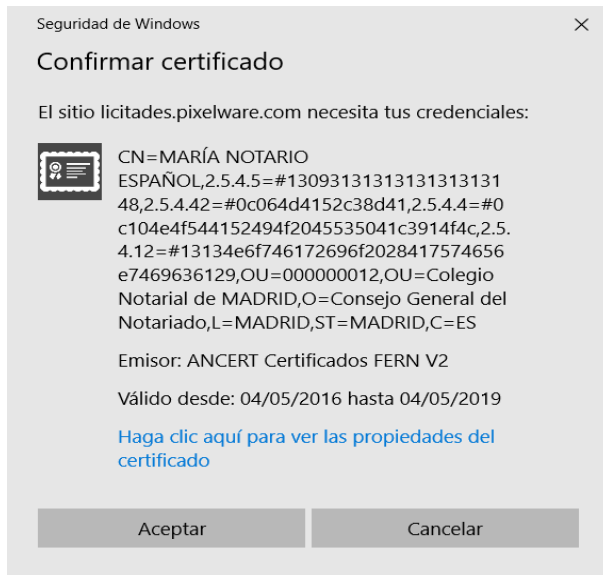 Seguridad de Windows
Confirmar certificado
El sitio licitades.pixelware.com necesita tus credenciales:
CN=MARÍA NOTARIO
ESPAÑOL,2.5.4.5=#13093131313131313131
48,2.5.4.42=#0c064d4152c38d41,2.5.4.4=#0
c104e4f544152494f2045535041c3914f4c,2.5.
4.12=#13134e6f746172696f2028417574656
e7469636129,OU=000000012,OU=Colegio
Notarial de MADRID,O=Consejo General del
Notariado,L=MADRID,ST=MADRID,C=ES
Emisor: ANCERT Certificados FERN V2
Válido desde: 04/05/2016 hasta 04/05/2019
Haga clic aquí para ver las propiedades del
certificado
Aceptar
Cancelar